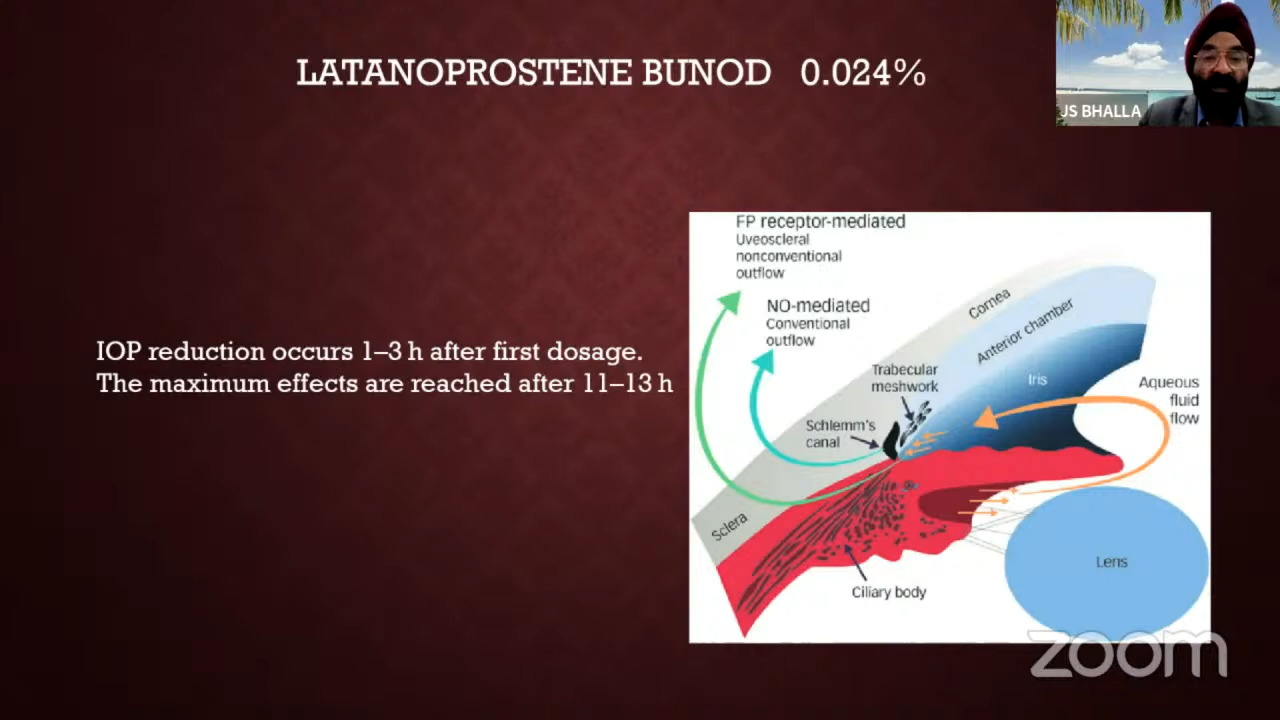 LATANOPROSTENE BUNOD 0.024%
JS BHALLA
IOP reduction occurs 1–3 h after first dosage.
The maximum effects are reached after 11–13 h
FP receptor-mediated
Uveoscleral
nonconventional
outflow
NO-mediated
Conventional
outflow
Cornea
Anterior chamber
Trabecular
meshwork
Iris
Aqueous
fluid
flow
Schlemm's
canal
Sclera
Lens
Ciliary body
zoom